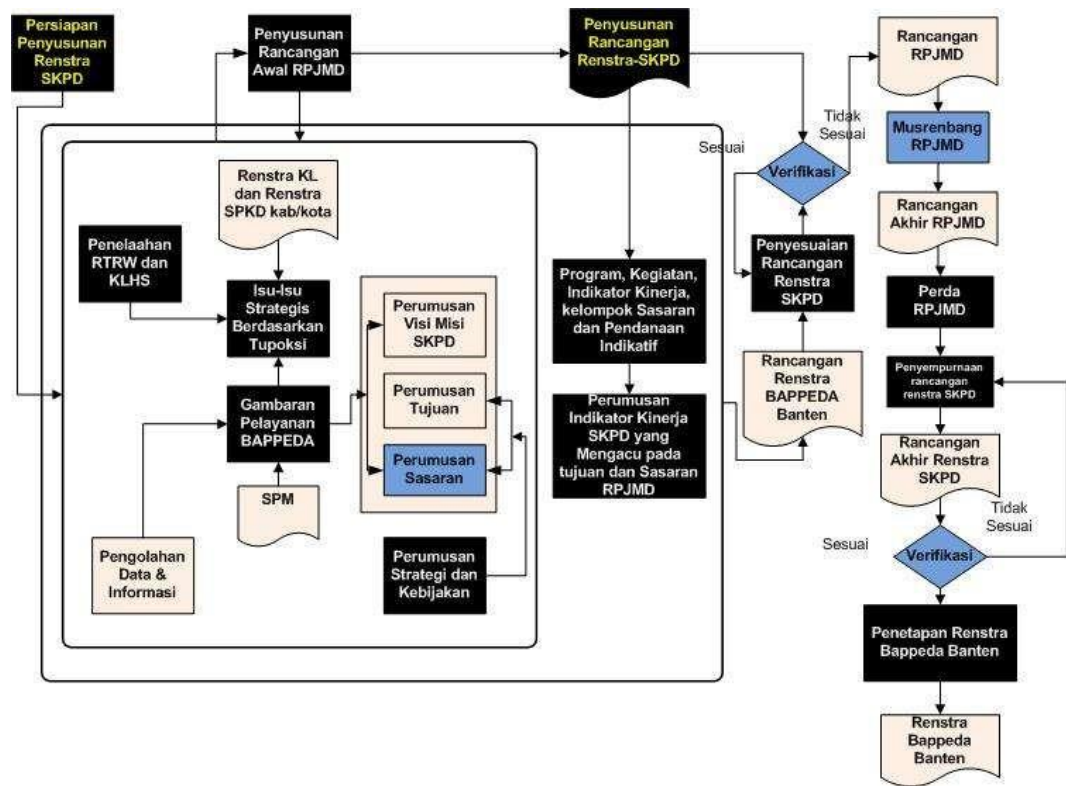 Persiapan
Penyusunan
Renstra
SKPD
Penyusunan
Rancangan
Awal RPJMD
Penyusunan
Rancangan
Renstra-SKPD
Rancangan
RPJMD
Musrenbang
RPJMD
Rancangan
Akhir RPJMD
Perda
RPJMD
Penyempurnaan
rancangan
renstra SKPD
Rancangan
Akhir Renstra
SKPD
Tidak
Sesuai
Sesuai
Verifikasi
Penetapan Renstra
Bappeda Banten
Renstra
Bappeda
Banten
Tidak
Sesuai
Sesuai
Verifikasi
Penyesuaian
Rancangan
Renstra
SKPD
Rancangan
Renstra
BAPPEDA
Banten
Program, Kegiatan,
Indikator Kinerja,
kelompok Sasaran
dan Pendanaan
Indikatif
Perumusan
Indikator Kinerja
SKPD yang
Mengacu pada
tujuan dan Sasaran
RPJMD
Renstra KL
dan Renstra
SPKD kab/kota
Penelaahan
RTRW dan
KLHS
Isu-Isu
Strategis
Berdasarkan
Tupoksi
Gambaran
Pelayanan
BAPPEDA
SPM
Pengolahan
Data &
Informasi
Perumusan
Visi Misi
SKPD
Perumusan
Tujuan
Perumusan
Sasaran
Perumusan
Strategi dan
Kebijakan